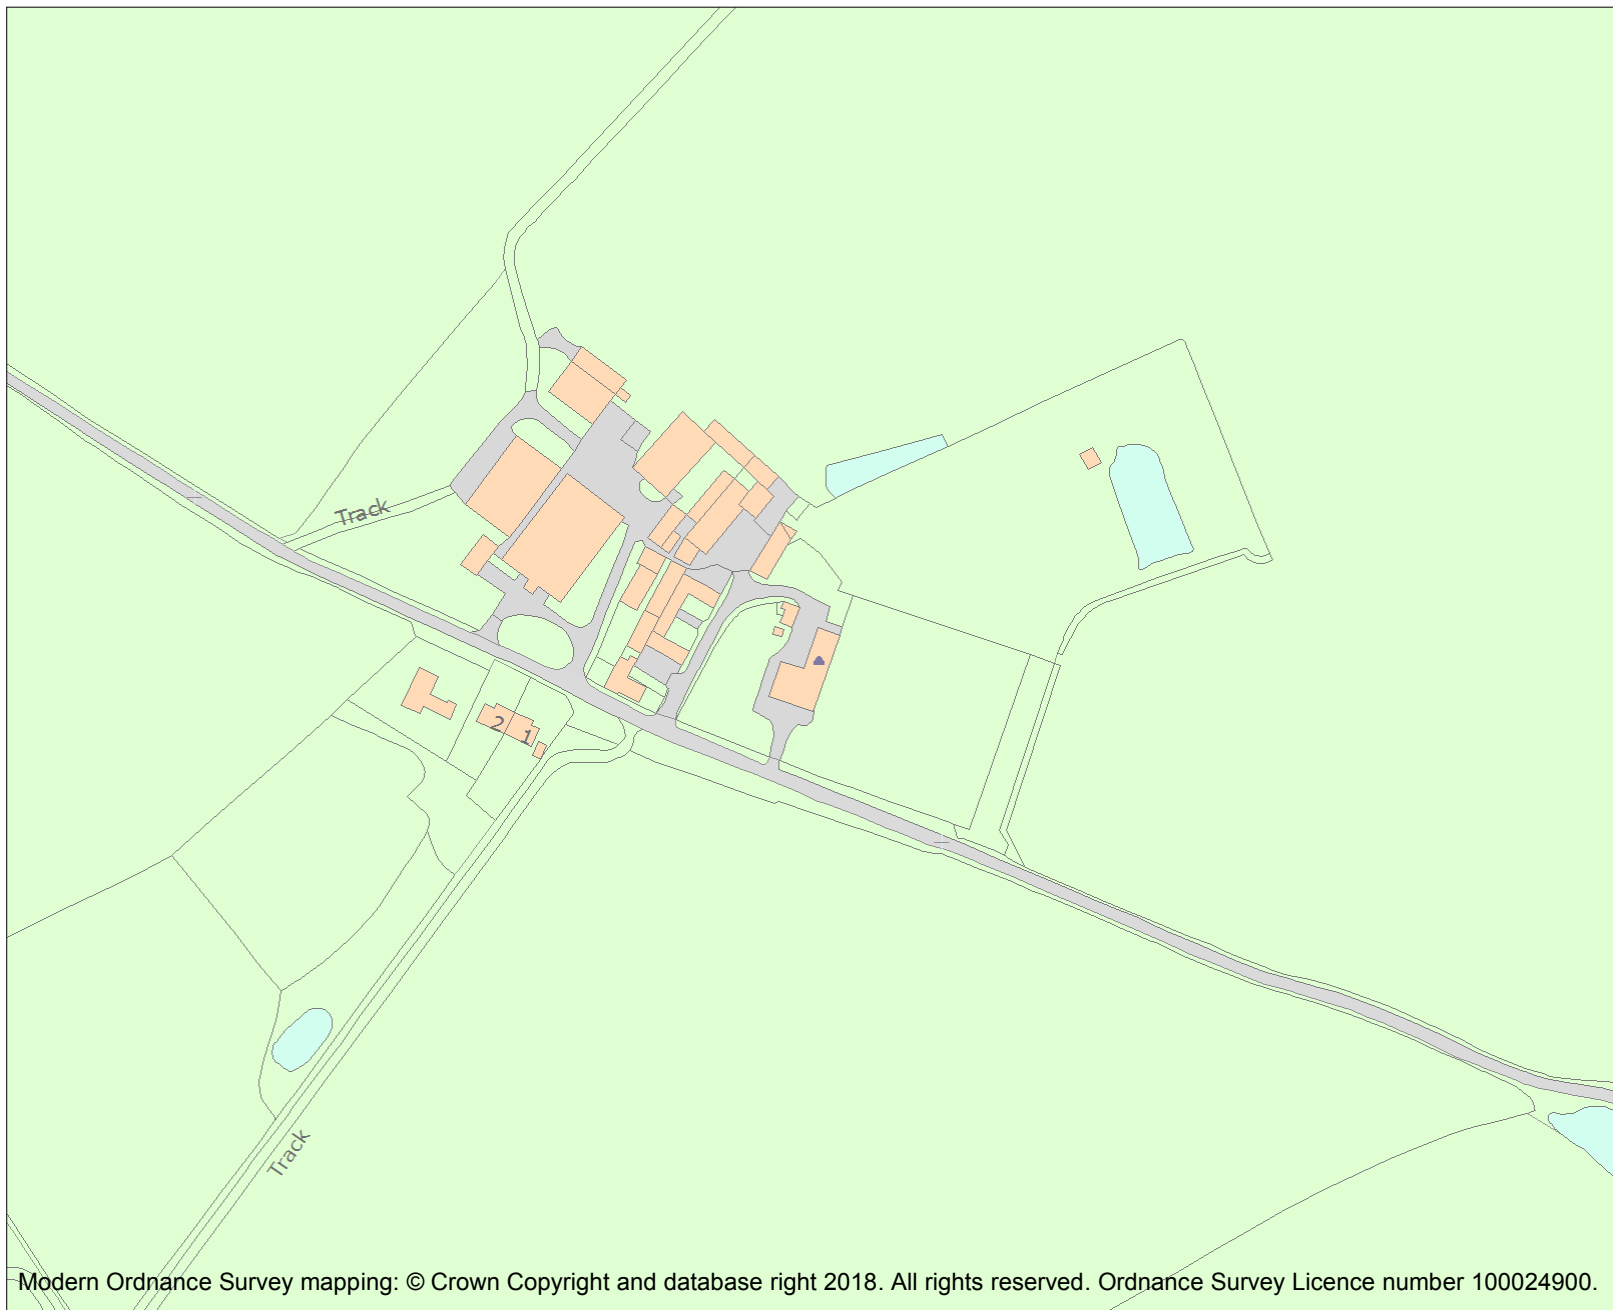 Track
2
1
Track
Modern Ordnance Survey mapping: © Crown Copyright and database right 2018. All rights reserved. Ordnance Survey Licence number 100024900.